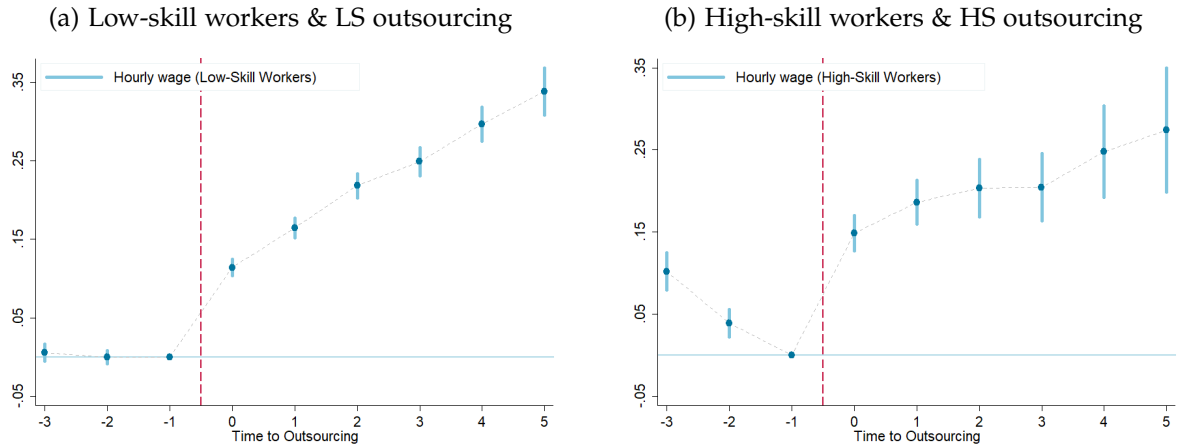 (a) Low-skill workers & LS outsourcing
Hourly wage (Low-Skill Workers)
.35
.25
.15
.05
-.05
-3 -2 -1 0 1 2 3 4 5
Time to Outsourcing
(b) High-skill workers & HS outsourcing
Hourly wage (High-Skill Workers)
.35
.25
.15
.05
-.05
-3 -2 -1 0 1 2 3 4 5
Time to Outsourcing